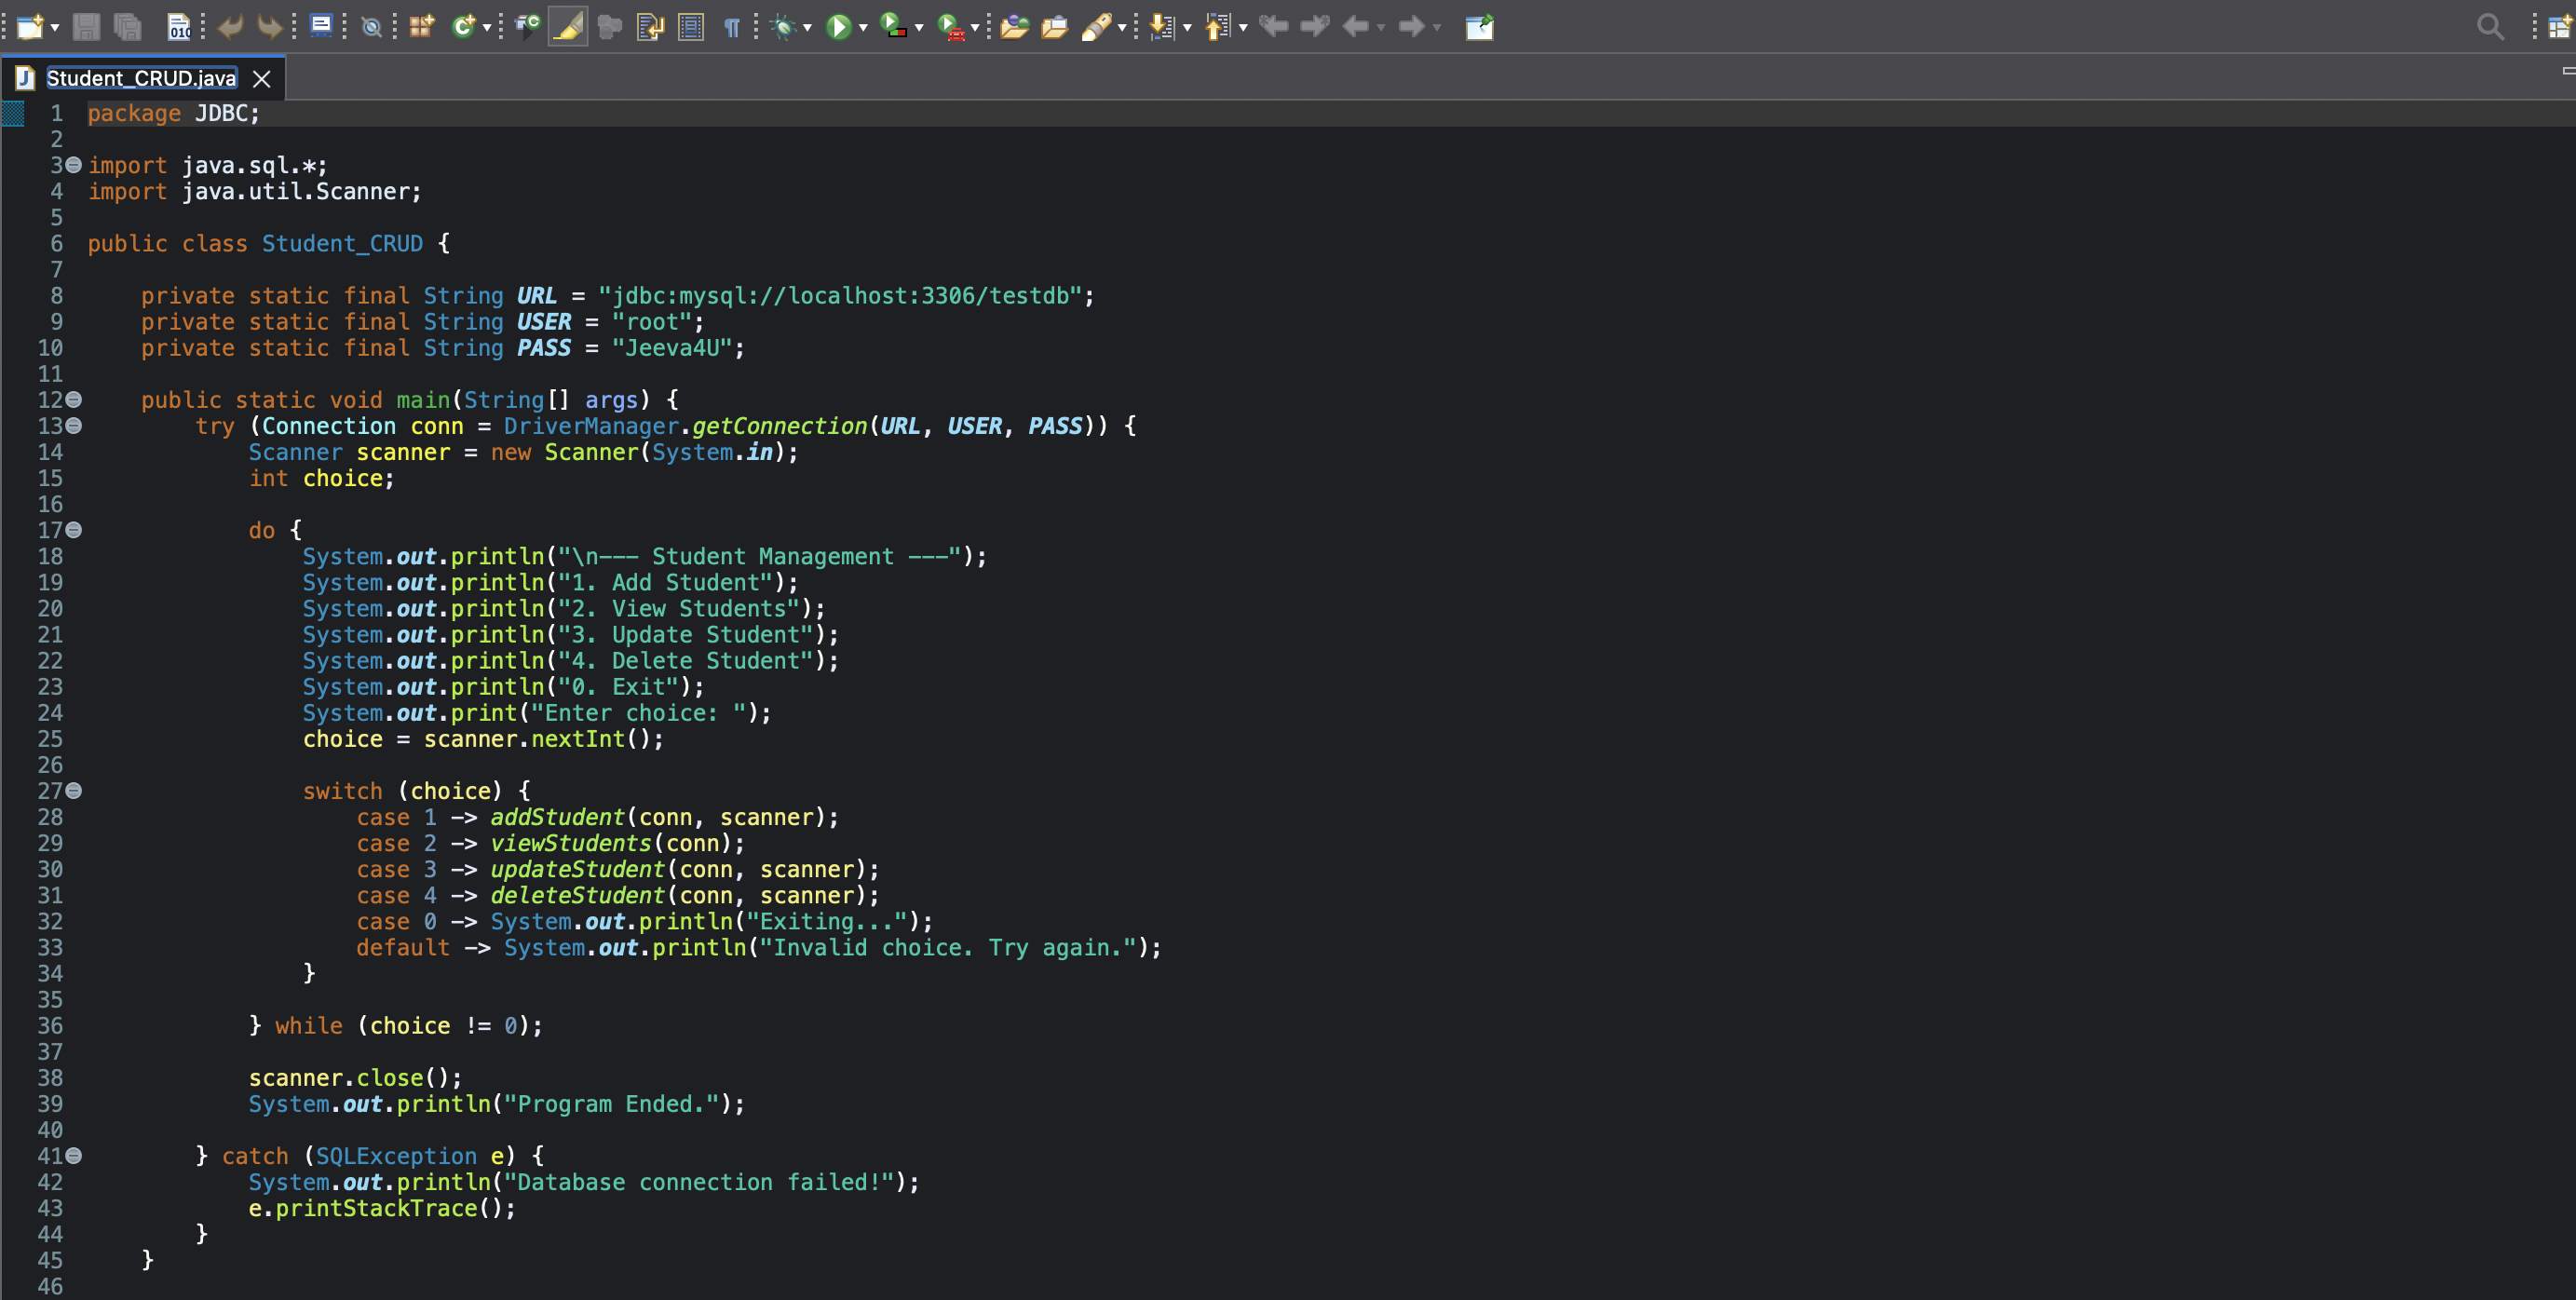 Student_CRUD.java
1 package JDBC;
2
3 import java.sql.*;
4 import java.util.Scanner;
5
6 public class Student_CRUD {
7
8     private static final String URL = "jdbc:mysql://localhost:3306/testdb";
9     private static final String USER = "root";
10     private static final String PASS = "Jeeva4U";
11
12     public static void main(String[] args) {
13         try (Connection conn = DriverManager.getConnection(URL, USER, PASS)) {
14             Scanner scanner = new Scanner(System.in);
15             int choice;
16
17             do {
18                 System.out.println("\n--- Student Management ---");
19                 System.out.println("1. Add Student");
20                 System.out.println("2. View Students");
21                 System.out.println("3. Update Student");
22                 System.out.println("4. Delete Student");
23                 System.out.println("0. Exit");
24                 System.out.print("Enter choice: ");
25                 choice = scanner.nextInt();
26
27                 switch (choice) {
28                     case 1 -> addStudent(conn, scanner);
29                     case 2 -> viewStudents(conn);
30                     case 3 -> updateStudent(conn, scanner);
31                     case 4 -> deleteStudent(conn, scanner);
32                     case 0 -> System.out.println("Exiting...");
33                     default -> System.out.println("Invalid choice. Try again.");
34                 }
35
36             } while (choice != 0);
37
38             scanner.close();
39             System.out.println("Program Ended.");
40
41         } catch (SQLException e) {
42             System.out.println("Database connection failed!");
43             e.printStackTrace();
44         }
45     }
46